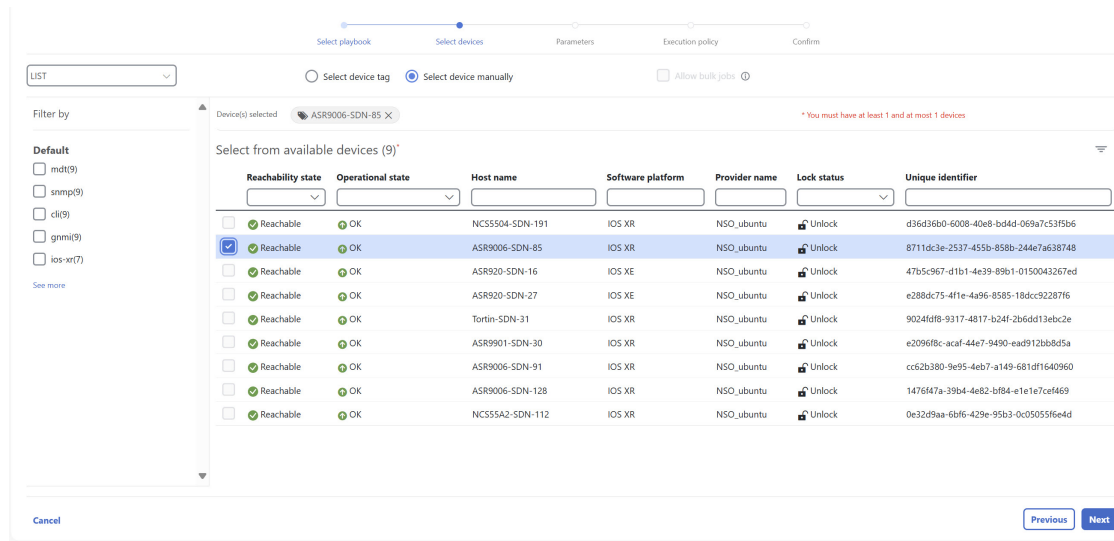 Select playbook Select devices Parameters Execution policy Confirm
LIST Select device tag Select device manually Allow bulk jobs
Filter by
Device(s) selected ASR9006-SDN-85 * You must have at least 1 and at most 1 devices
Default
mdt(9)
snmp(9)
cli(9)
gnmi(9)
ios-xr(7)
See more
Select from available devices (9)*
Reachability state Operational state Host name Software platform Provider name Lock status Unique identifier
Reachable OK NCS5504-SDN-191 IOS XR NSO_ubuntu Unlock d36d36b0-6008-40e8-bd4d-069a7c53f5b6
Reachable OK ASR9006-SDN-85 IOS XR NSO_ubuntu Unlock 8711dc3e-2537-455b-858b-244e7a638748
Reachable OK ASR920-SDN-16 IOS XE NSO_ubuntu Unlock 47b5c967-d1b1-4e39-89b1-0150043267ed
Reachable OK ASR920-SDN-27 IOS XE NSO_ubuntu Unlock e288dc75-4f1e-4a96-8585-18dcc92287f6
Reachable OK Tortin-SDN-31 IOS XR NSO_ubuntu Unlock 9024fdf8-9317-4817-b24f-2b6dd13ebc2e
Reachable OK ASR9901-SDN-30 IOS XR NSO_ubuntu Unlock e2096f8c-acaf-44e7-9490-ead912bb8d5a
Reachable OK ASR9006-SDN-91 IOS XR NSO_ubuntu Unlock cc62b380-9e95-4eb7-a149-681df1640960
Reachable OK ASR9006-SDN-128 IOS XR NSO_ubuntu Unlock 1476f47a-39b4-4e82-bf84-e1e1e7cef469
Reachable OK NCS55A2-SDN-112 IOS XR NSO_ubuntu Unlock 0e32d9aa-6bf6-429e-95b3-0c05055f6e4d
Cancel Previous Next